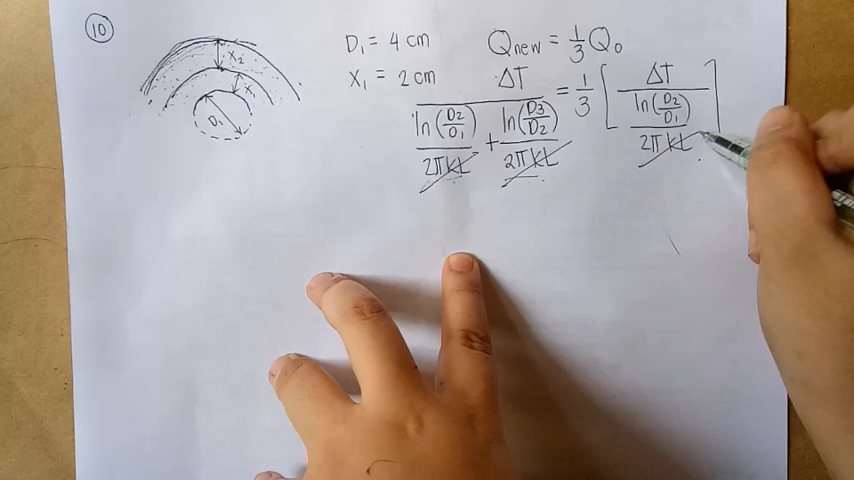 10
D₁ = 4 cm
Qnew = 1/3 Q₀
X₁ = 2 cm
ΔT / (ln(D₂/D₁)/2πkL + ln(D₃/D₂)/2πkL) = 1/3 [ΔT / (ln(D₂/D₁)/2πkL)]
X₂
X₁
D₁